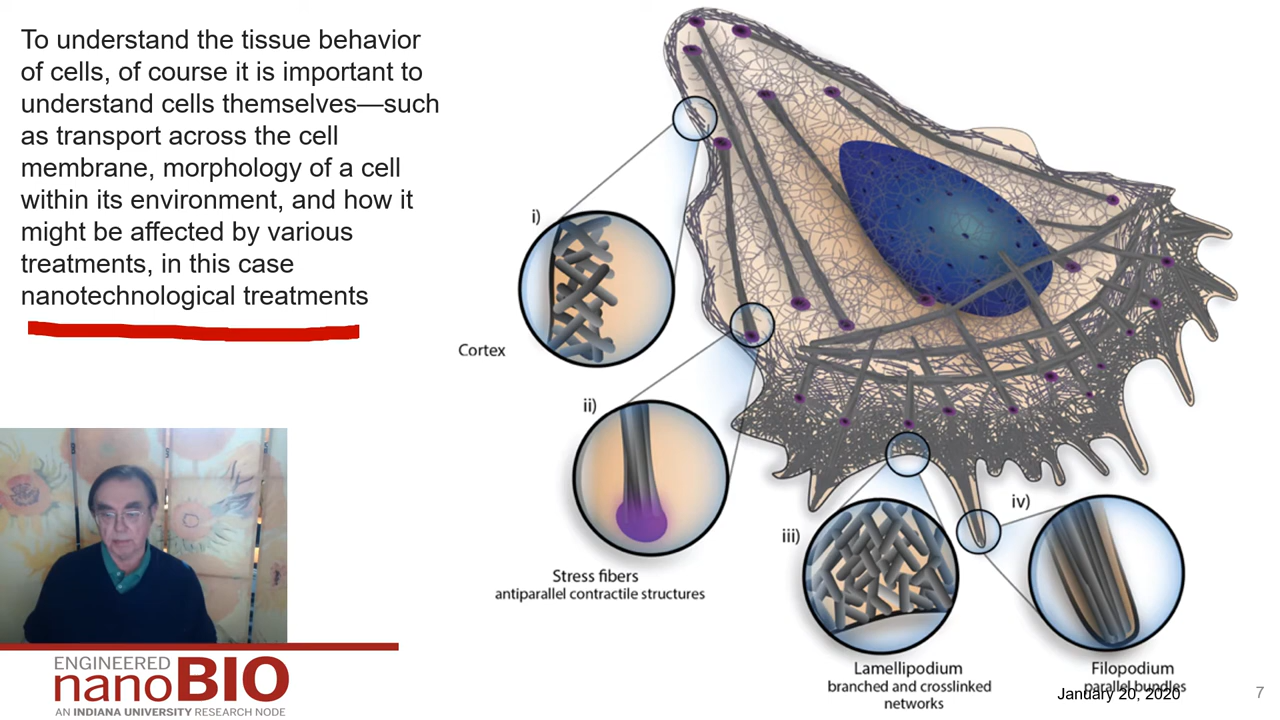 To understand the tissue behavior
of cells, of course it is important to
understand cells themselves—such
as transport across the cell
membrane, morphology of a cell
within its environment, and how it
might be affected by various
treatments, in this case
nanotechnological treatments
i)
Cortex
ii)
Stress fibers
antiparallel contractile structures
iii)
Lamellipodium
branched and crosslinked
networks
iv)
Filopodium
parallel bundles
January 20, 2020
7
ENGINEERED
nanoBIO
AN INDIANA UNIVERSITY RESEARCH NODE